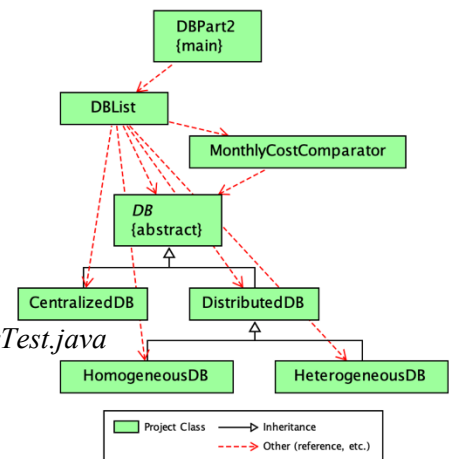 DBPart2
{main}
DBList
MonthlyCostComparator
DB
{abstract}
CentralizedDB
DistributedDB
Test.java
HomogeneousDB
HeterogeneousDB
Project Class
Inheritance
Other (reference, etc.)